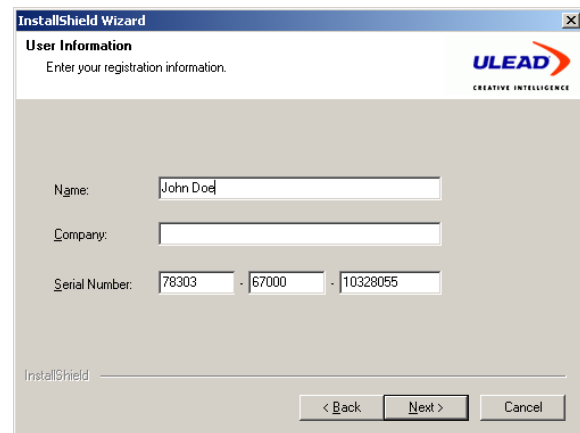 InstallShield Wizard
User Information
Enter your registration information.
ULEAD
CREATIVE INTELLIGENCE
Name: John Doe
Company:
Serial Number: 78303 - 67000 - 10328055
InstallShield
< Back Next > Cancel